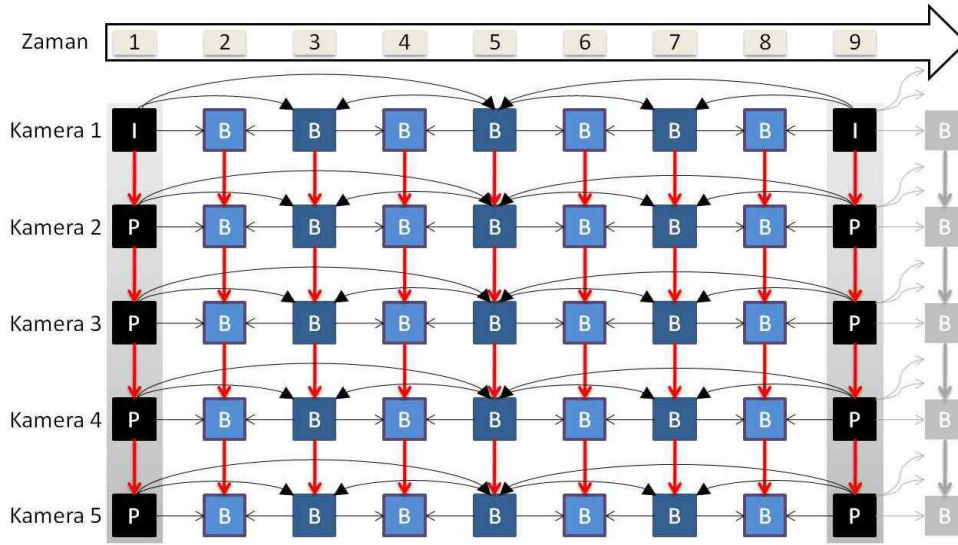 Zaman 1 2 3 4 5 6 7 8 9
Kamera 1 I B B B B B B B I B
Kamera 2 P B B B B B B B P B
Kamera 3 P B B B B B B B P B
Kamera 4 P B B B B B B B P B
Kamera 5 P B B B B B B B P B